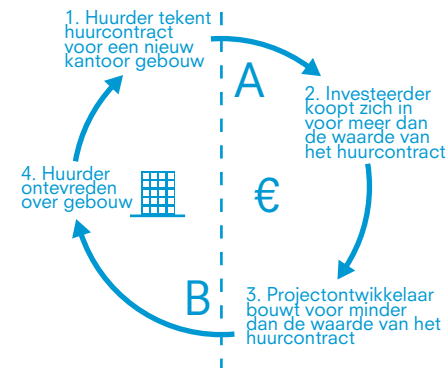 1. Huurder tekent
huurcontract
voor een nieuw
kantoor gebouw
A
2. Investeerder
koopt zich in
voor meer dan
de waarde van
het huurcontract
€
3. Projectontwikkelaar
bouwt voor minder
dan de waarde van het
huurcontract
B
4. Huurder
ontevreden
over gebouw